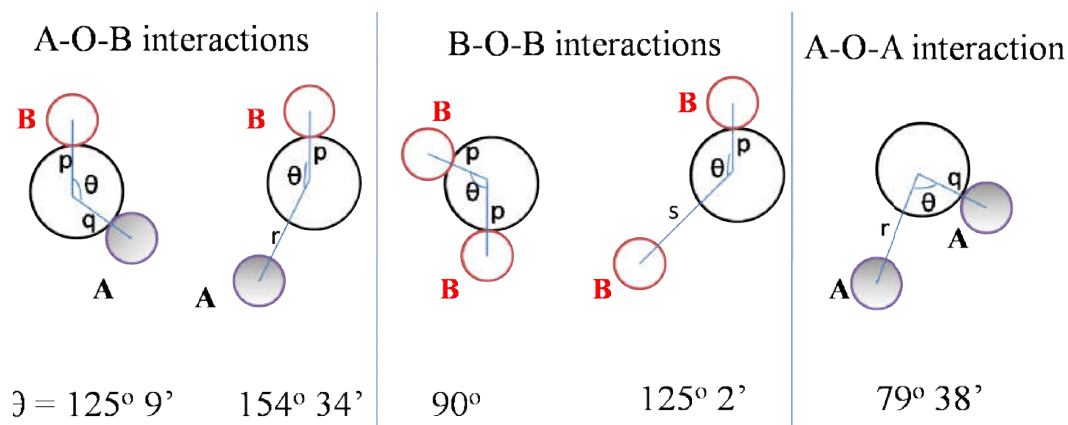 A-O-B interactions
B-O-B interactions
A-O-A interaction
B
p
θ
q
A
B
p
θ
r
A
B
p
θ
p
B
B
p
θ
s
B
q
θ
r
A
A
θ = 125º 9’
154º 34’
90º
125º 2’
79º 38’